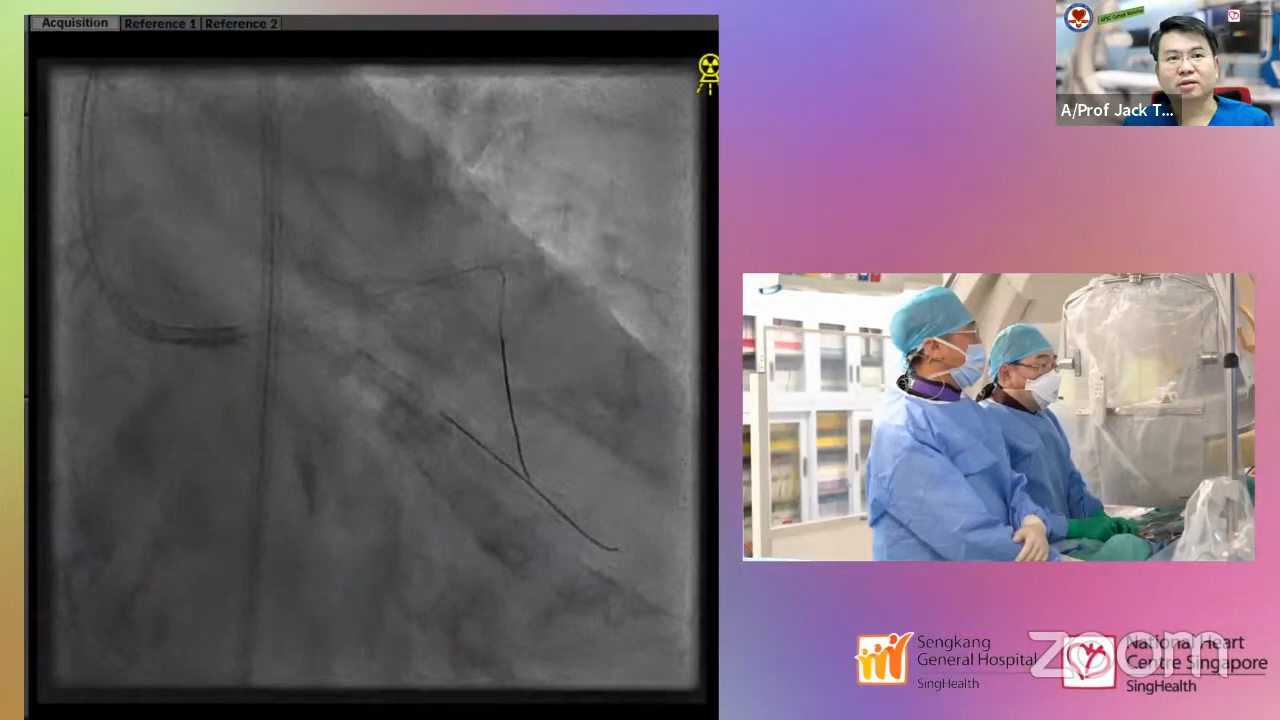 Acquisition
Reference 1
Reference 2
A/Prof Jack T...
Sengkang
General Hospital
SingHealth
National Heart
Centre Singapore
SingHealth
zoom